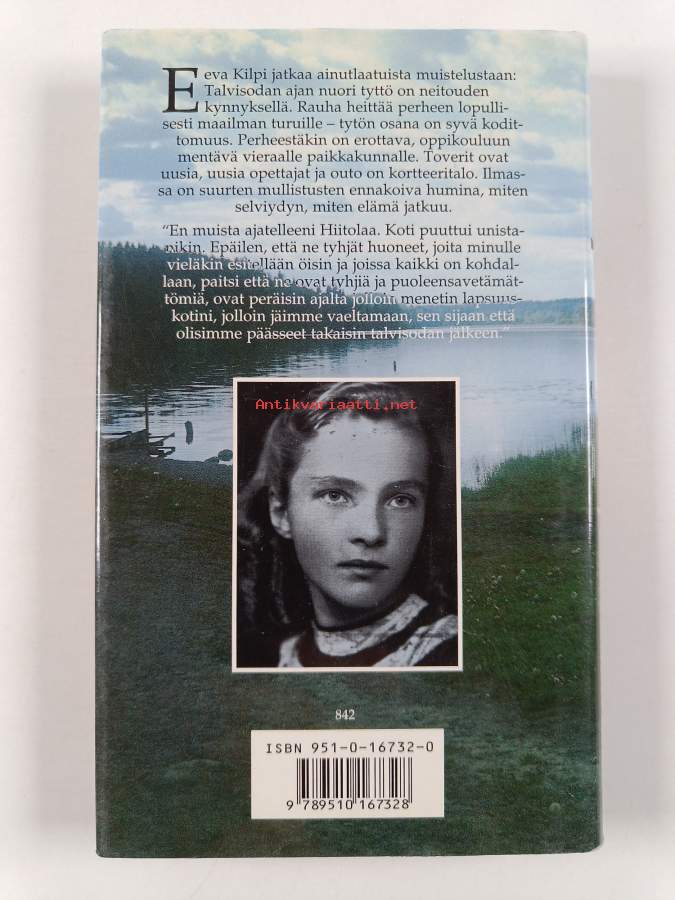 Eeva Kilpi jatkaa ainutlaatuista muistelustaan:
Talvisodan ajan nuori tyttö on neitouden
kynnyksellä. Rauha heittää perheen lopulli-
sesti maailman turuille – tytön osana on syvä kodit-
tomuus. Perheestäkin on erottava, oppikouluun
mentävä vieraalle paikkakunnalle. Toverit ovat
uusia, uusia opettajat ja outo on kortteeritalo. Ilmas-
sa on suurten mullistusten ennakoiva humina, miten
selviydyn, miten elämä jatkuu.
"En muista ajatelleeni Hiitolaa. Koti puuttui unista-
nikin. Epäilen, että ne tyhjät huoneet, joita minulle
vieläkin esitellään öisin ja joissa kaikki on kohdal-
laan, paitsi että ne ovat tyhjiä ja puoleensavetämät-
tömiä, ovat peräisin ajalta jolloin menetin lapsuus-
kotini, jolloin jäimme vaeltamaan, sen sijaan että
olisimme päässeet takaisin talvisodan jälkeen."
Antikvariaatti.net
842
ISBN 951-0-16732-0
9 789510 167328